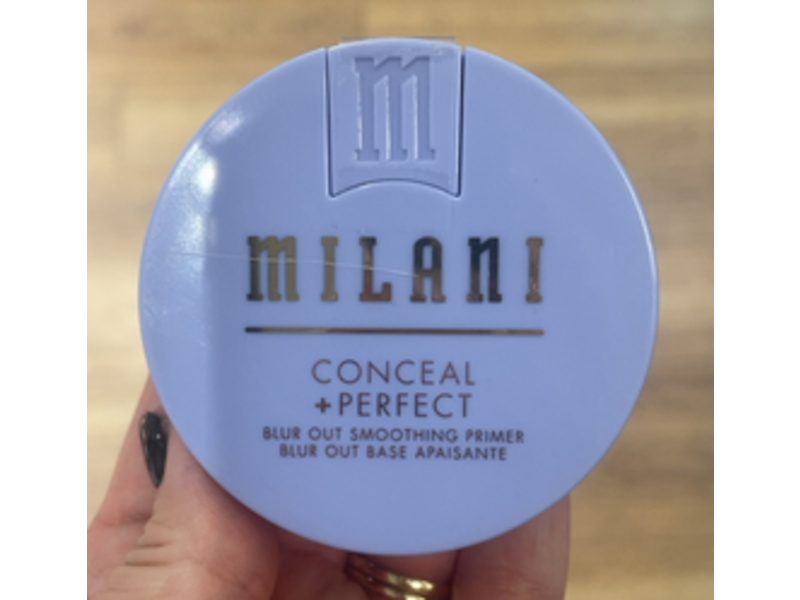 m
MILANI
CONCEAL
+PERFECT
BLUR OUT SMOOTHING PRIMER
BLUR OUT BASE APAISANTE